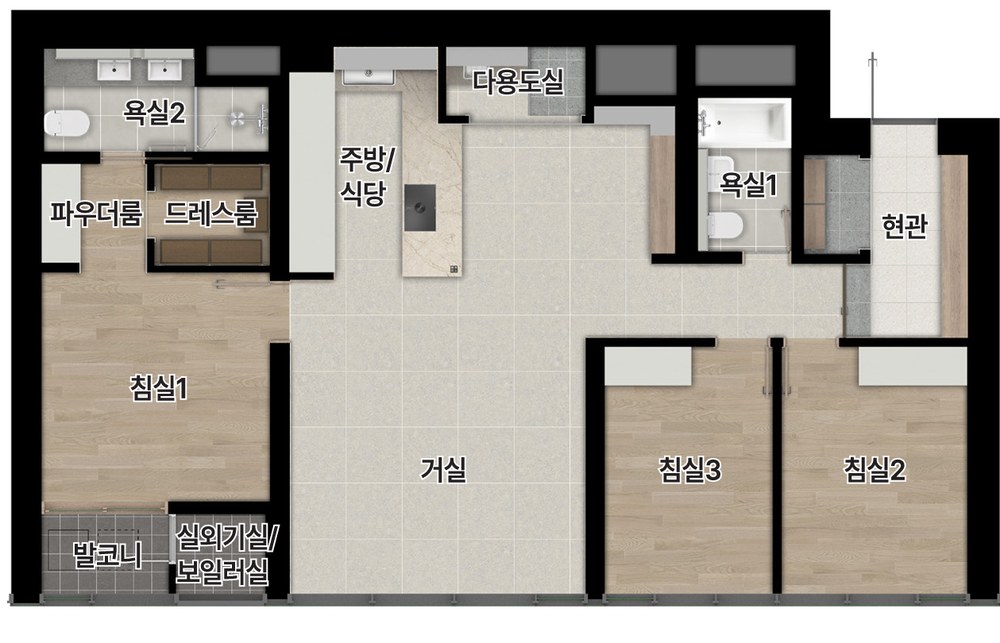 다용도실
욕실2
주방/
식당
욕실1
파우더룸
드레스룸
현관
침실1
거실
침실3
침실2
발코니
실외기실/
보일러실